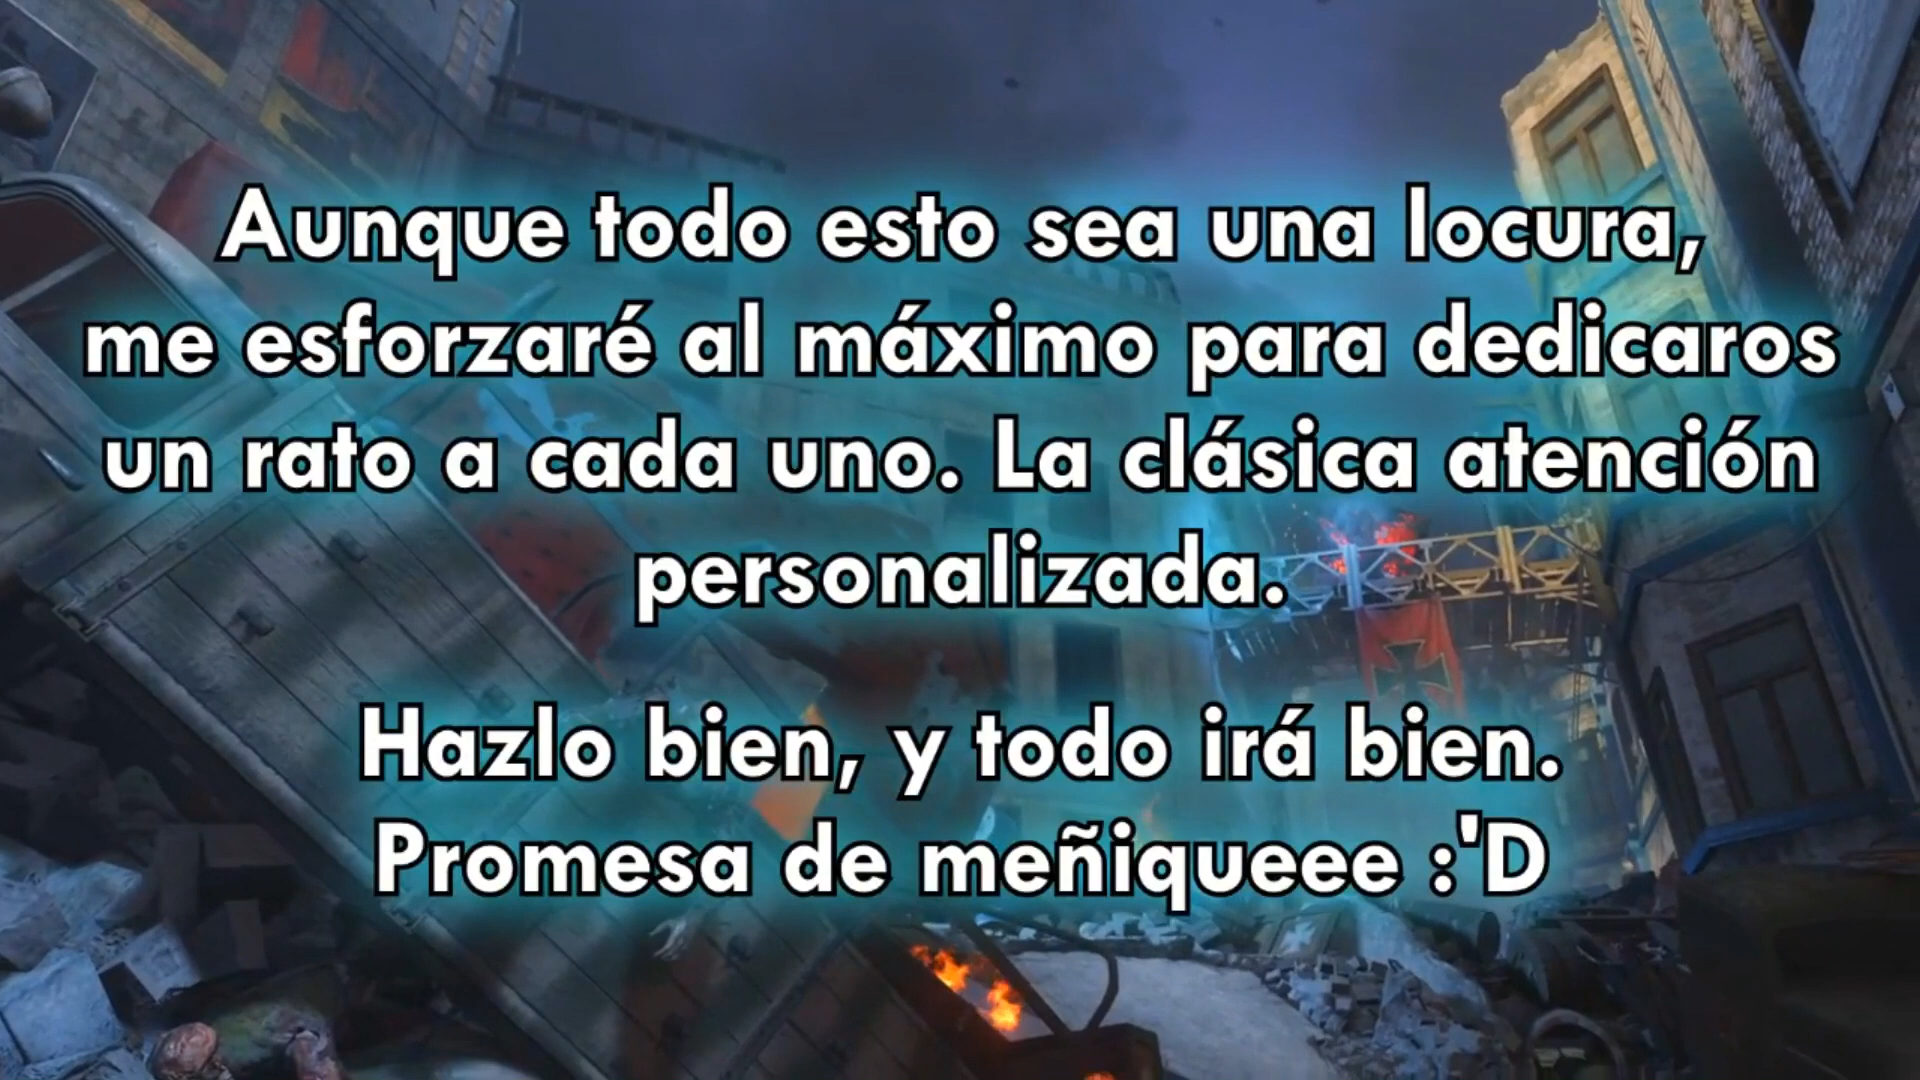 Aunque todo esto sea una locura,
me esforzaré al máximo para dedicaros
un rato a cada uno. La clásica atención
personalizada.
Hazlo bien, y todo irá bien.
Promesa de meñiqueee :'D